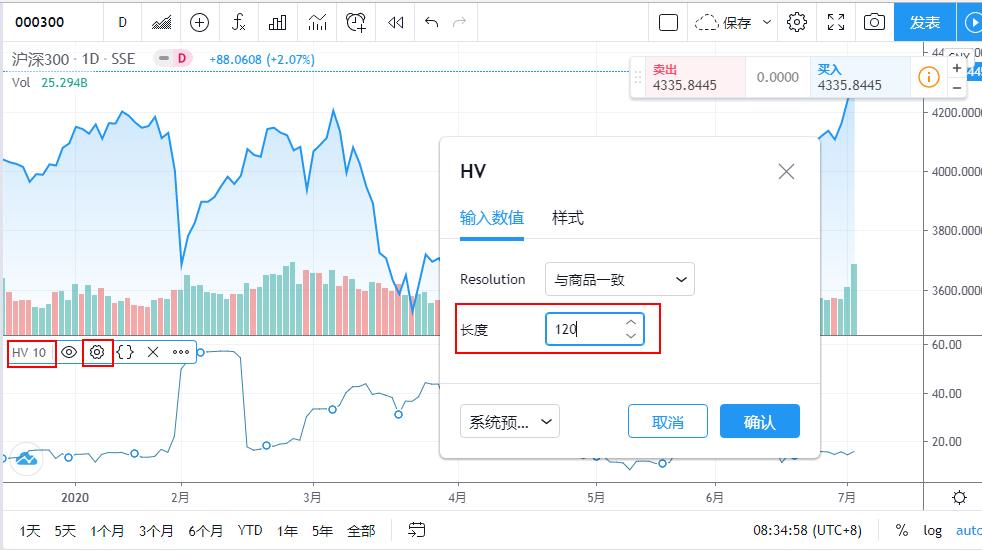 000300 D 保存 发表
沪深300 · 1D · SSE D +88.0608 (+2.07%)
Vol 25.294B
卖出
4335.8445
0.0000
买入
4335.8445
4200.0000
4000.0000
3800.0000
3600.0000
HV
输入数值 样式
Resolution 与商品一致
长度 120
系统预... 取消 确认
HV 10
60.00
40.00
20.00
2020 2月 3月 4月 5月 6月 7月
1天 5天 1个月 3个月 6个月 YTD 1年 5年 全部 08:34:58 (UTC+8) % log auto